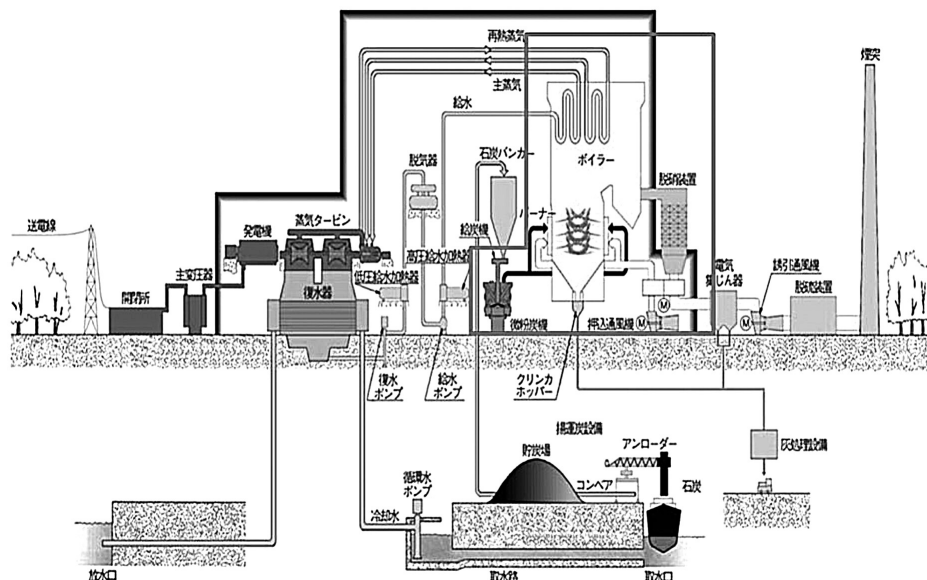 再熱蒸気
煙突
主蒸気
給水
石炭バンカー
ボイラー
脱気器
脱硝装置
バーナー
送電線
発電機
蒸気タービン
給炭機
高圧給水加熱器
主変圧器
低圧給水加熱器
電気
集じん器
誘引通風機
開閉所
復水器
微粉炭機
押込通風機
M
M
M
復水
ポンプ
給水
ポンプ
クリンカ
ホッパー
揚運炭設備
アンローダー
貯炭場
灰処理設備
循環水
ポンプ
コンベア
石炭
冷却水
放水口
取水路
取水口